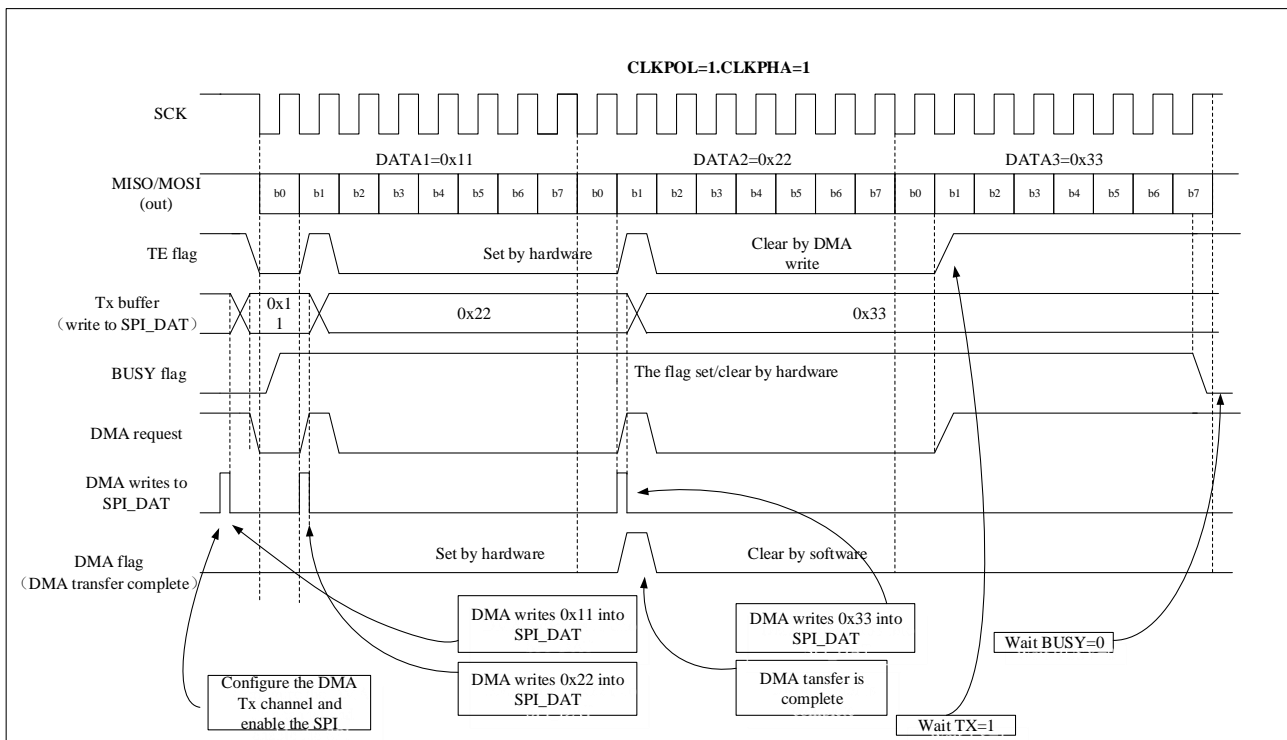 CLKPOL=1.CLKPHA=1
SCK
DATA1=0x11
DATA2=0x22
DATA3=0x33
MISO/MOSI
(out)
b0 b1 b2 b3 b4 b5 b6 b7 b0 b1 b2 b3 b4 b5 b6 b7 b0 b1 b2 b3 b4 b5 b6 b7
TE flag
Set by hardware
Clear by DMA
write
Tx buffer
（write to SPI_DAT）
0x1
1
0x22
0x33
BUSY flag
The flag set/clear by hardware
DMA request
DMA writes to
SPI_DAT
DMA flag
（DMA transfer complete）
Set by hardware
Clear by software
DMA writes 0x11 into
SPI_DAT
DMA writes 0x33 into
SPI_DAT
Wait BUSY=0
Configure the DMA
Tx channel and
enable the SPI
DMA writes 0x22 into
SPI_DAT
DMA tansfer is
complete
Wait TX=1